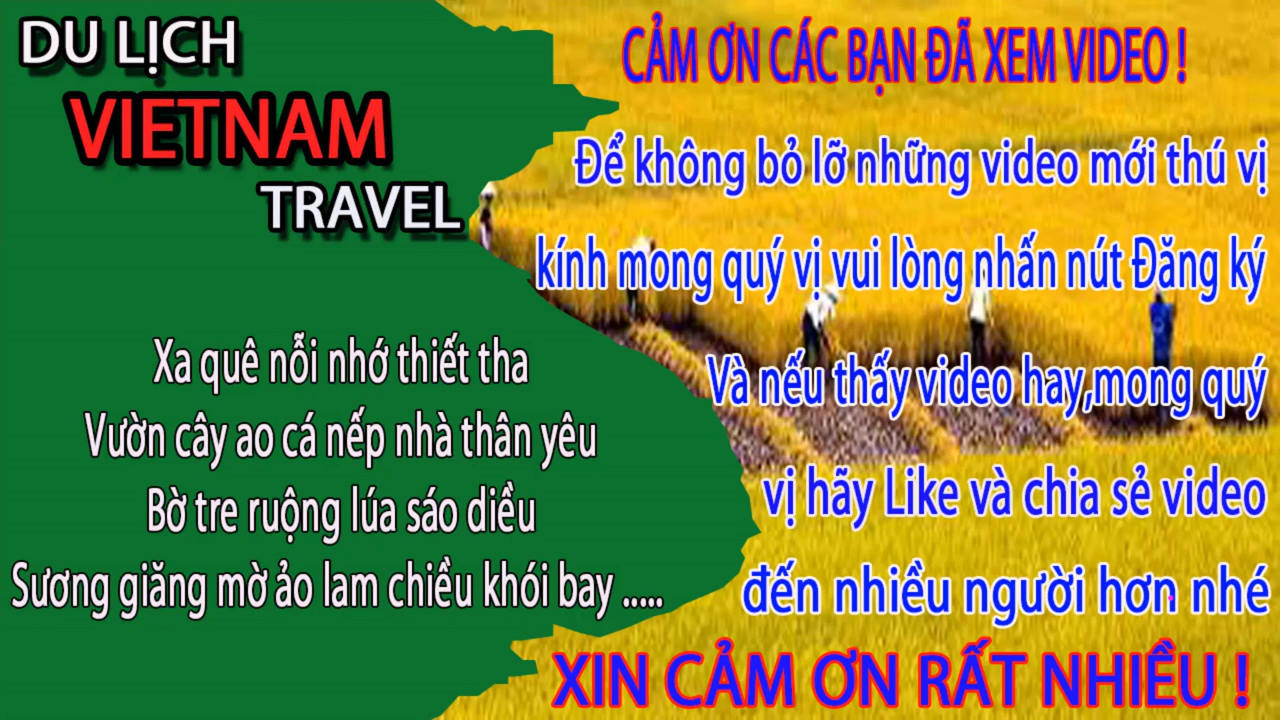 DU LỊCH
VIETNAM
TRAVEL
Xa quê nỗi nhớ thiết tha
Vườn cây ao cá nếp nhà thân yêu
Bờ tre ruộng lúa sáo diều
Sương giăng mờ ảo lam chiều khói bay .....
CẢM ƠN CÁC BẠN ĐÃ XEM VIDEO !
Để không bỏ lỡ những video mới thú vị
kính mong quý vị vui lòng nhấn nút Đăng ký
Và nếu thấy video hay,mong quý
vị hãy Like và chia sẻ video
đến nhiều người hơn nhé
XIN CẢM ƠN RẤT NHIỀU !